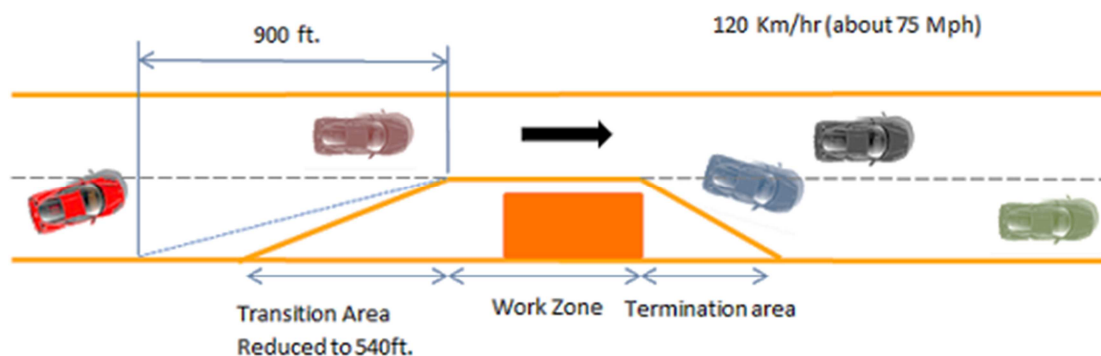 900 ft.
120 Km/hr (about 75 Mph)
Transition Area
Reduced to 540ft.
Work Zone
Termination area